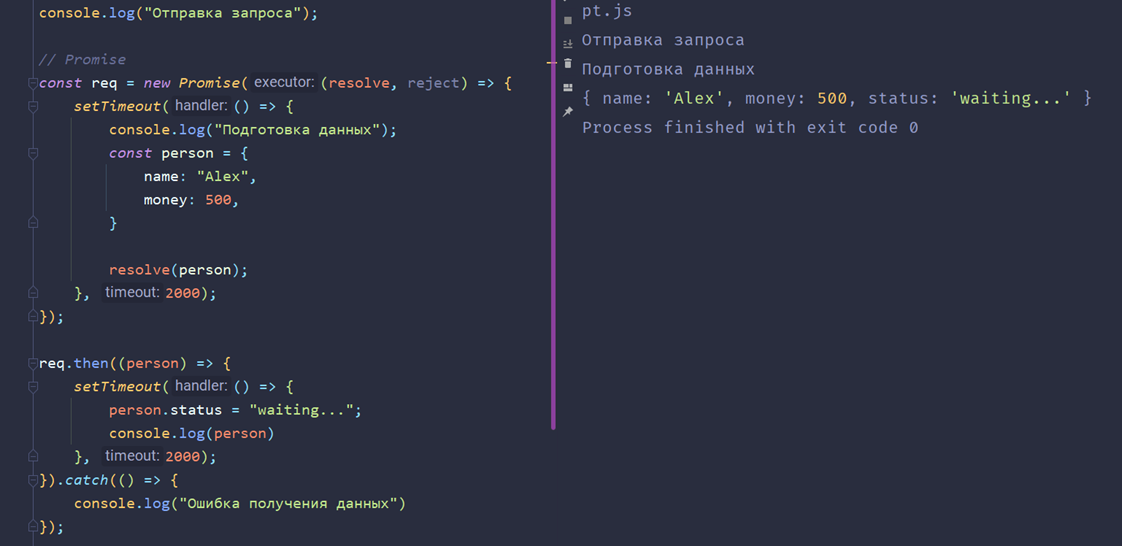 console.log("Отправка запроса");
// Promise
const req = new Promise( executor: (resolve, reject) => {
setTimeout( handler: () => {
console.log("Подготовка данных");
const person = {
name: "Alex",
money: 500,
}
resolve(person);
}, timeout: 2000);
});
req.then((person) => {
setTimeout( handler: () => {
person.status = "waiting...";
console.log(person)
}, timeout: 2000);
}).catch(() => {
console.log("Ошибка получения данных")
});
pt.js
Отправка запроса
Подготовка данных
{ name: 'Alex', money: 500, status: 'waiting...' }
Process finished with exit code 0